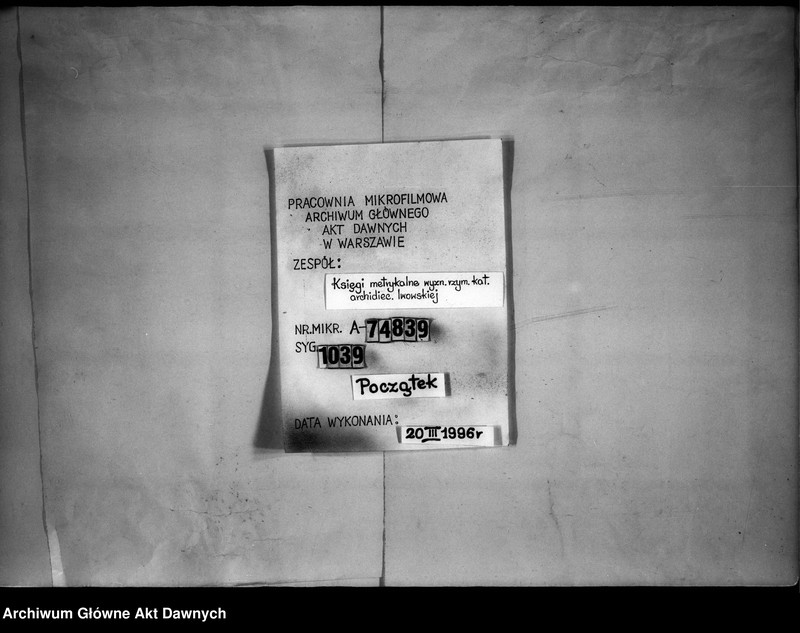 PRACOWNIA MIKROFILMOWA
ARCHIWUM GŁÓWNEGO
AKT DAWNYCH
W WARSZAWIE
ZESPÓŁ:
Księgi metrykalne wyzn. rzym. kat.
archidiec. lwowskiej
NR.MIKR. A-74839
SYG 1039
Początek
DATA WYKONANIA:
20 III 1996r
Archiwum Główne Akt Dawnych